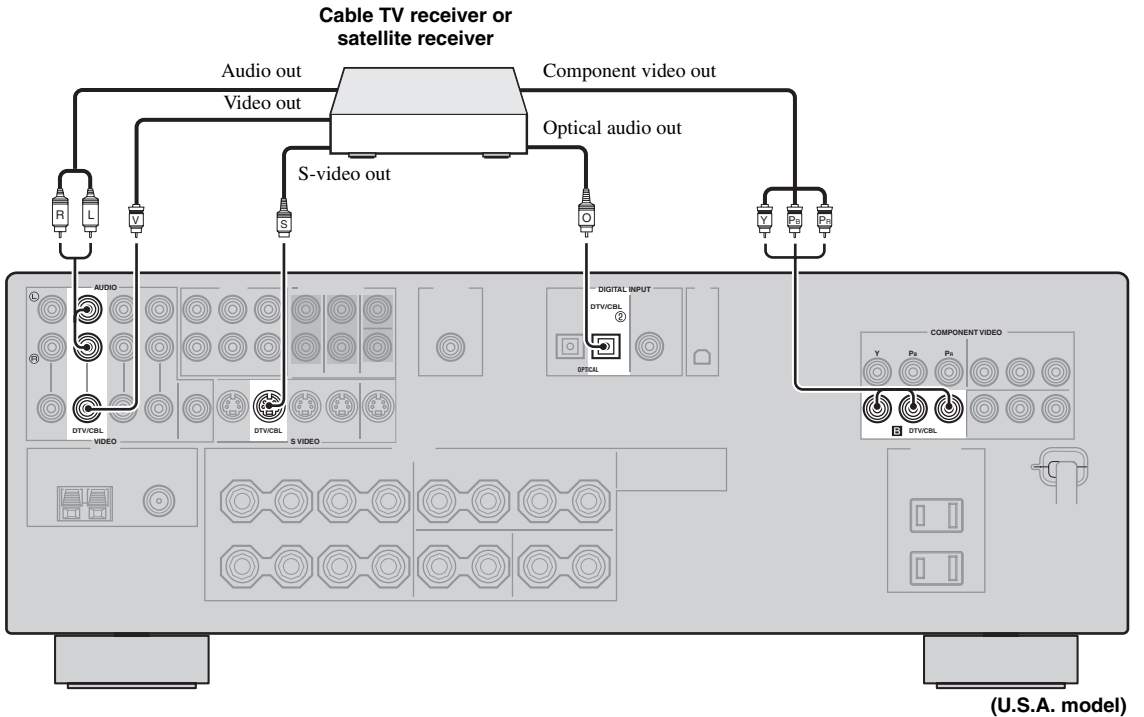 Cable TV receiver or
satellite receiver
Audio out
Component video out
Video out
Optical audio out
S-video out
R
L
V
S
O
Y
PB
PR
AUDIO
L
R
DIGITAL INPUT
DTV/CBL
②
OPTICAL
COMPONENT VIDEO
Y
PB
PR
DTV/CBL
DTV/CBL
B
DTV/CBL
VIDEO
S VIDEO
(U.S.A. model)